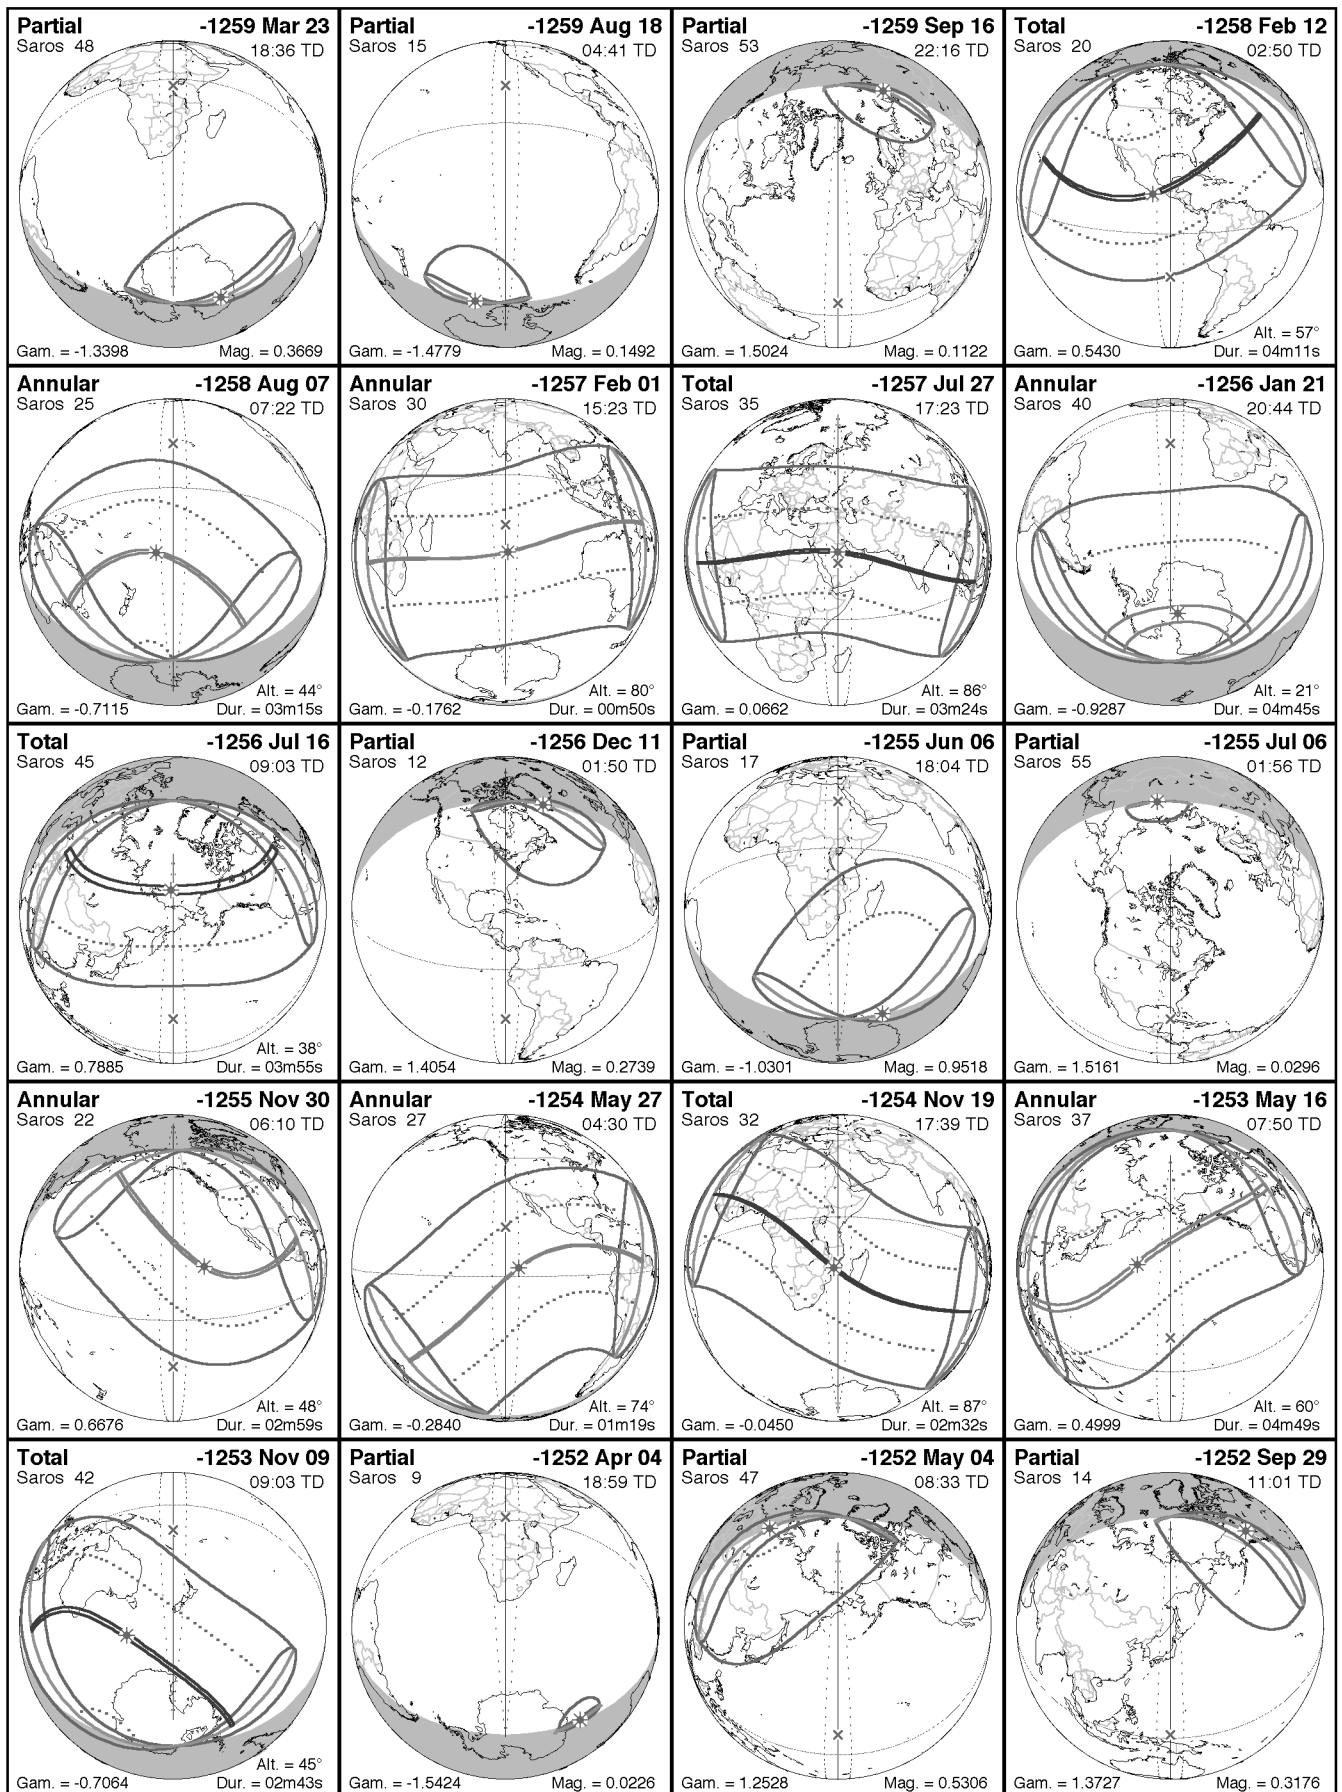 Partial -1259 Mar 23
Saros 48 18:36 TD
Gam. = -1.3398 Mag. = 0.3669
Partial -1259 Aug 18
Saros 15 04:41 TD
Gam. = -1.4779 Mag. = 0.1492
Partial -1259 Sep 16
Saros 53 22:16 TD
Gam. = 1.5024 Mag. = 0.1122
Total -1258 Feb 12
Saros 20 02:50 TD
Alt. = 57°
Gam. = 0.5430 Dur. = 04m11s
Annular -1258 Aug 07
Saros 25 07:22 TD
Alt. = 44°
Gam. = -0.7115 Dur. = 03m15s
Annular -1257 Feb 01
Saros 30 15:23 TD
Alt. = 80°
Gam. = -0.1762 Dur. = 00m50s
Total -1257 Jul 27
Saros 35 17:23 TD
Alt. = 86°
Gam. = 0.0662 Dur. = 03m24s
Annular -1256 Jan 21
Saros 40 20:44 TD
Alt. = 21°
Gam. = -0.9287 Dur. = 04m45s
Total -1256 Jul 16
Saros 45 09:03 TD
Alt. = 38°
Gam. = 0.7885 Dur. = 03m55s
Partial -1256 Dec 11
Saros 12 01:50 TD
Gam. = 1.4054 Mag. = 0.2739
Partial -1255 Jun 06
Saros 17 18:04 TD
Gam. = -1.0301 Mag. = 0.9518
Partial -1255 Jul 06
Saros 55 01:56 TD
Gam. = 1.5161 Mag. = 0.0296
Annular -1255 Nov 30
Saros 22 06:10 TD
Alt. = 48°
Gam. = 0.6676 Dur. = 02m59s
Annular -1254 May 27
Saros 27 04:30 TD
Alt. = 74°
Gam. = -0.2840 Dur. = 01m19s
Total -1254 Nov 19
Saros 32 17:39 TD
Alt. = 87°
Gam. = -0.0450 Dur. = 02m32s
Annular -1253 May 16
Saros 37 07:50 TD
Alt. = 60°
Gam. = 0.4999 Dur. = 04m49s
Total -1253 Nov 09
Saros 42 09:03 TD
Alt. = 45°
Gam. = -0.7064 Dur. = 02m43s
Partial -1252 Apr 04
Saros 9 18:59 TD
Gam. = -1.5424 Mag. = 0.0226
Partial -1252 May 04
Saros 47 08:33 TD
Gam. = 1.2528 Mag. = 0.5306
Partial -1252 Sep 29
Saros 14 11:01 TD
Gam. = 1.3727 Mag. = 0.3176